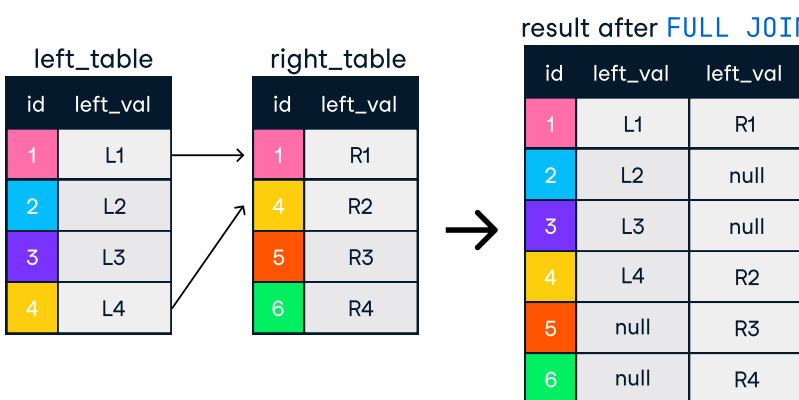 result after FULL JOIN
left_table
right_table
id left_val
id left_val
id left_val left_val
1 L1
2 L2
3 L3
4 L4
1 R1
4 R2
5 R3
6 R4
1 L1 R1
2 L2 null
3 L3 null
4 L4 R2
5 null R3
6 null R4